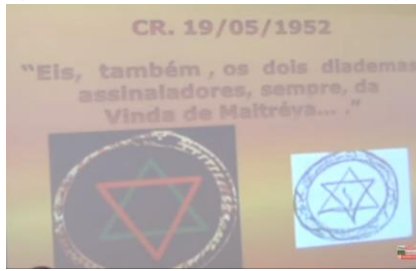 CR. 19/05/1952
“Eis, também , os dois diademas
assinaladores, sempre, da
Vinda de Maitréya... .”